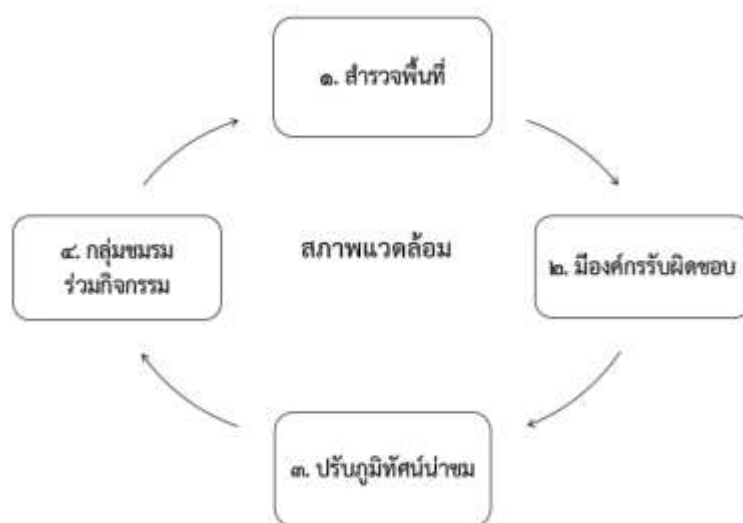 ๑. สำรวจพื้นที่
๔. กลุ่มชมรม
ร่วมกิจกรรม
สภาพแวดล้อม
๒. มีองค์กรรับผิดชอบ
๓. ปรับภูมิทัศน์น่าชม